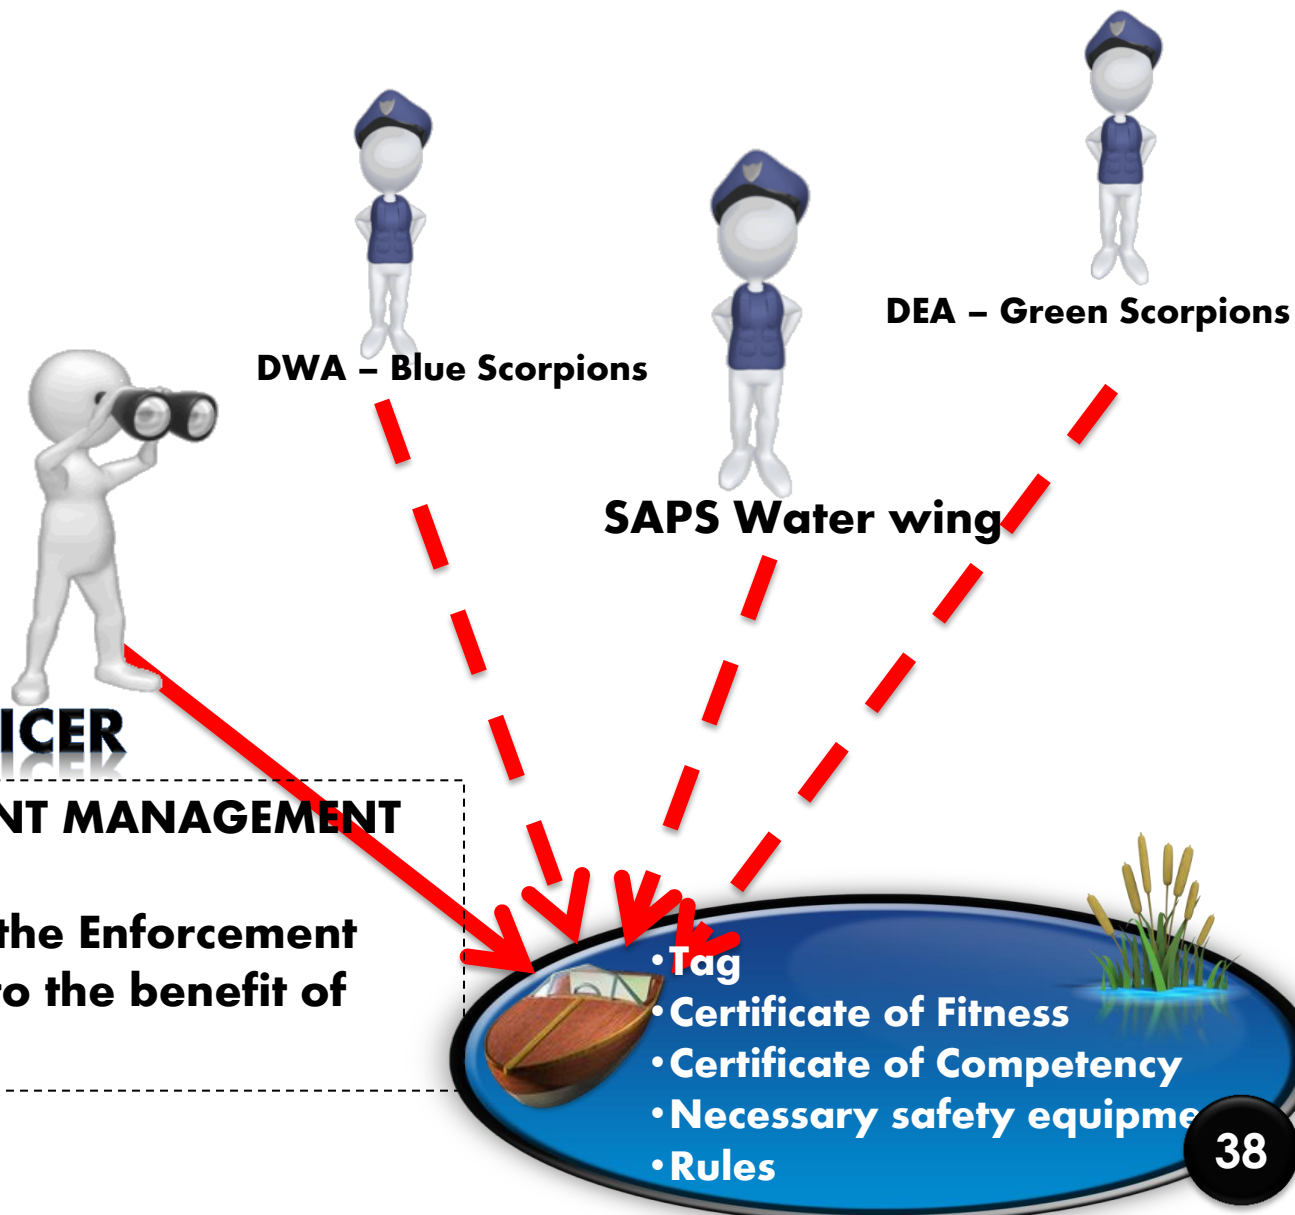 DEA – Green Scorpions
DWA – Blue Scorpions
SAPS Water wing
ICER
NT MANAGEMENT
the Enforcement
to the benefit of
•Tag
•Certificate of Fitness
•Certificate of Competency
•Necessary safety equipme
•Rules
38